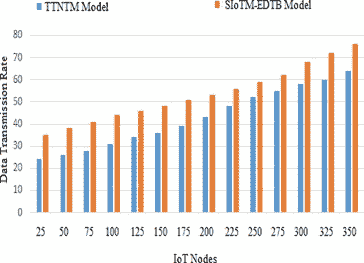 TTNTM Model SIoTM-EDTB Model
80
70
60
50
40
30
20
10
0
Data Transmission Rate
25 50 75 100 125 150 175 200 225 250 275 300 325 350
IoT Nodes